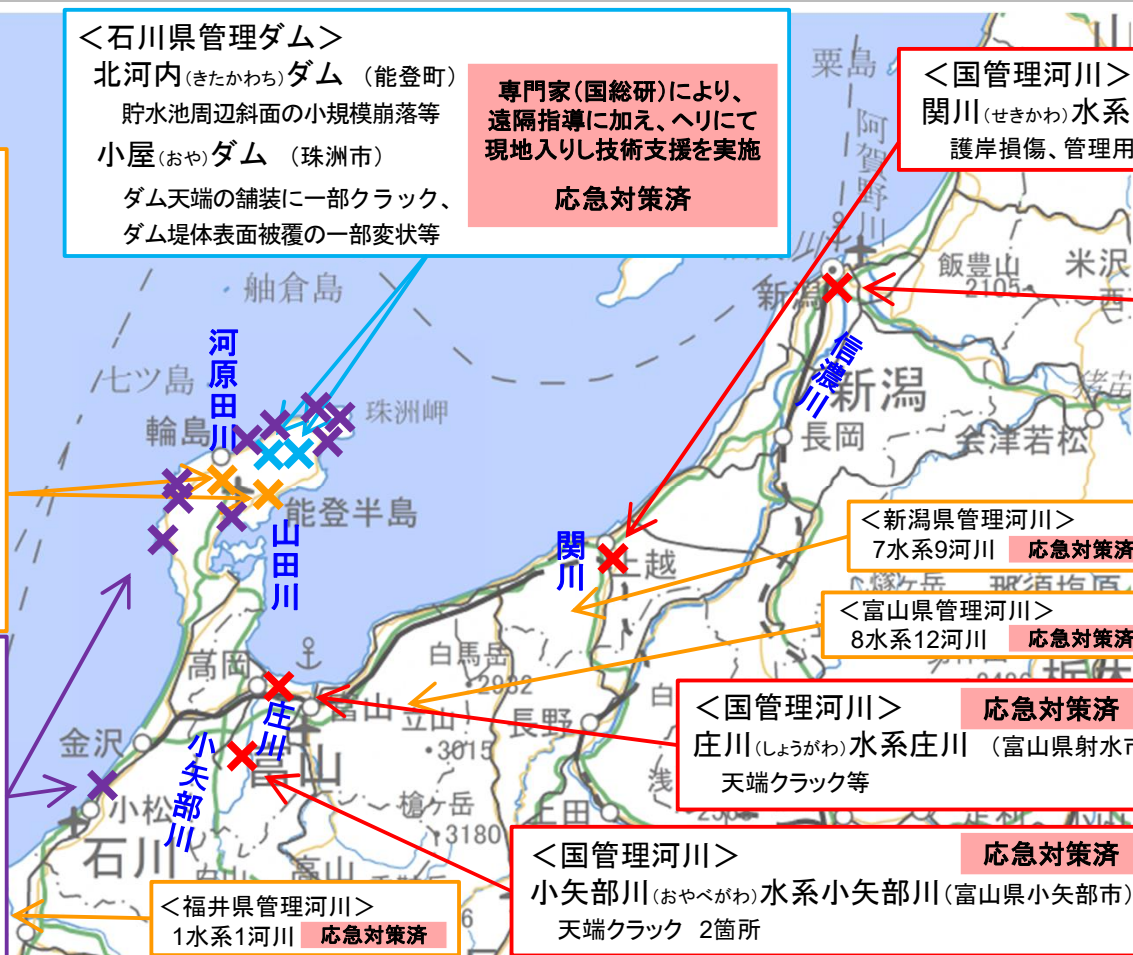 ＜石川県管理ダム＞
北河内(きたかわち)ダム （能登町）
貯水池周辺斜面の小規模崩落等
小屋(おや)ダム （珠洲市）
ダム天端の舗装に一部クラック、
ダム堤体表面被覆の一部変状等
専門家(国総研)により、
遠隔指導に加え、ヘリにて
現地入りし技術支援を実施
応急対策済
＜国管理河川＞
関川(せきかわ)水系
護岸損傷、管理用
粟島
阿賀野川
飯豊山
2105
米沢
新潟
信濃川
新潟
長岡
会津若松
舳倉島
七ツ島
河原田川
輪島
珠洲岬
能登半島
山田川
関川
上越
＜新潟県管理河川＞
7水系9河川 応急対策済
那須塩原
＜富山県管理河川＞
8水系12河川 応急対策済
高岡
白馬岳
2932
富山
立山
3015
長野
庄川
小矢部川
富山
金沢
小松
石川
白山
高山
槍ヶ岳
3180
上田
浅
＜国管理河川＞ 応急対策済
庄川(しょうがわ)水系庄川 （富山県射水市
天端クラック等
＜国管理河川＞ 応急対策済
小矢部川(おやべがわ)水系小矢部川(富山県小矢部市)
天端クラック 2箇所
＜福井県管理河川＞
1水系1河川 応急対策済